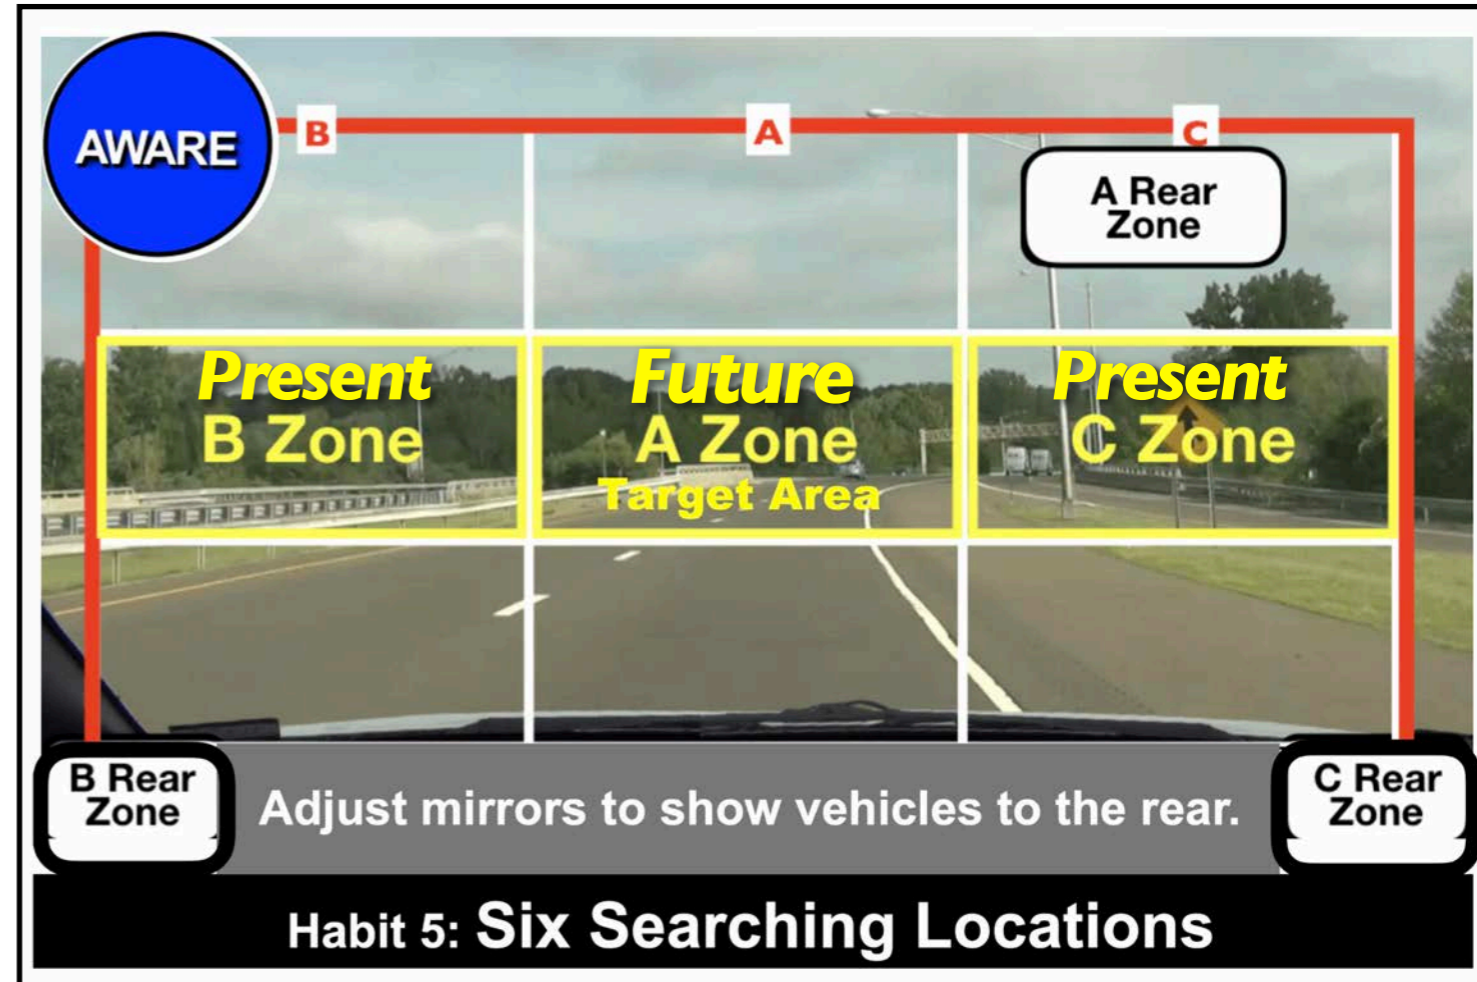 AWARE
B
A
C
A Rear
Zone
Present
B Zone
Future
A Zone
Target Area
Present
C Zone
B Rear
Zone
Adjust mirrors to show vehicles to the rear.
C Rear
Zone
Habit 5: Six Searching Locations